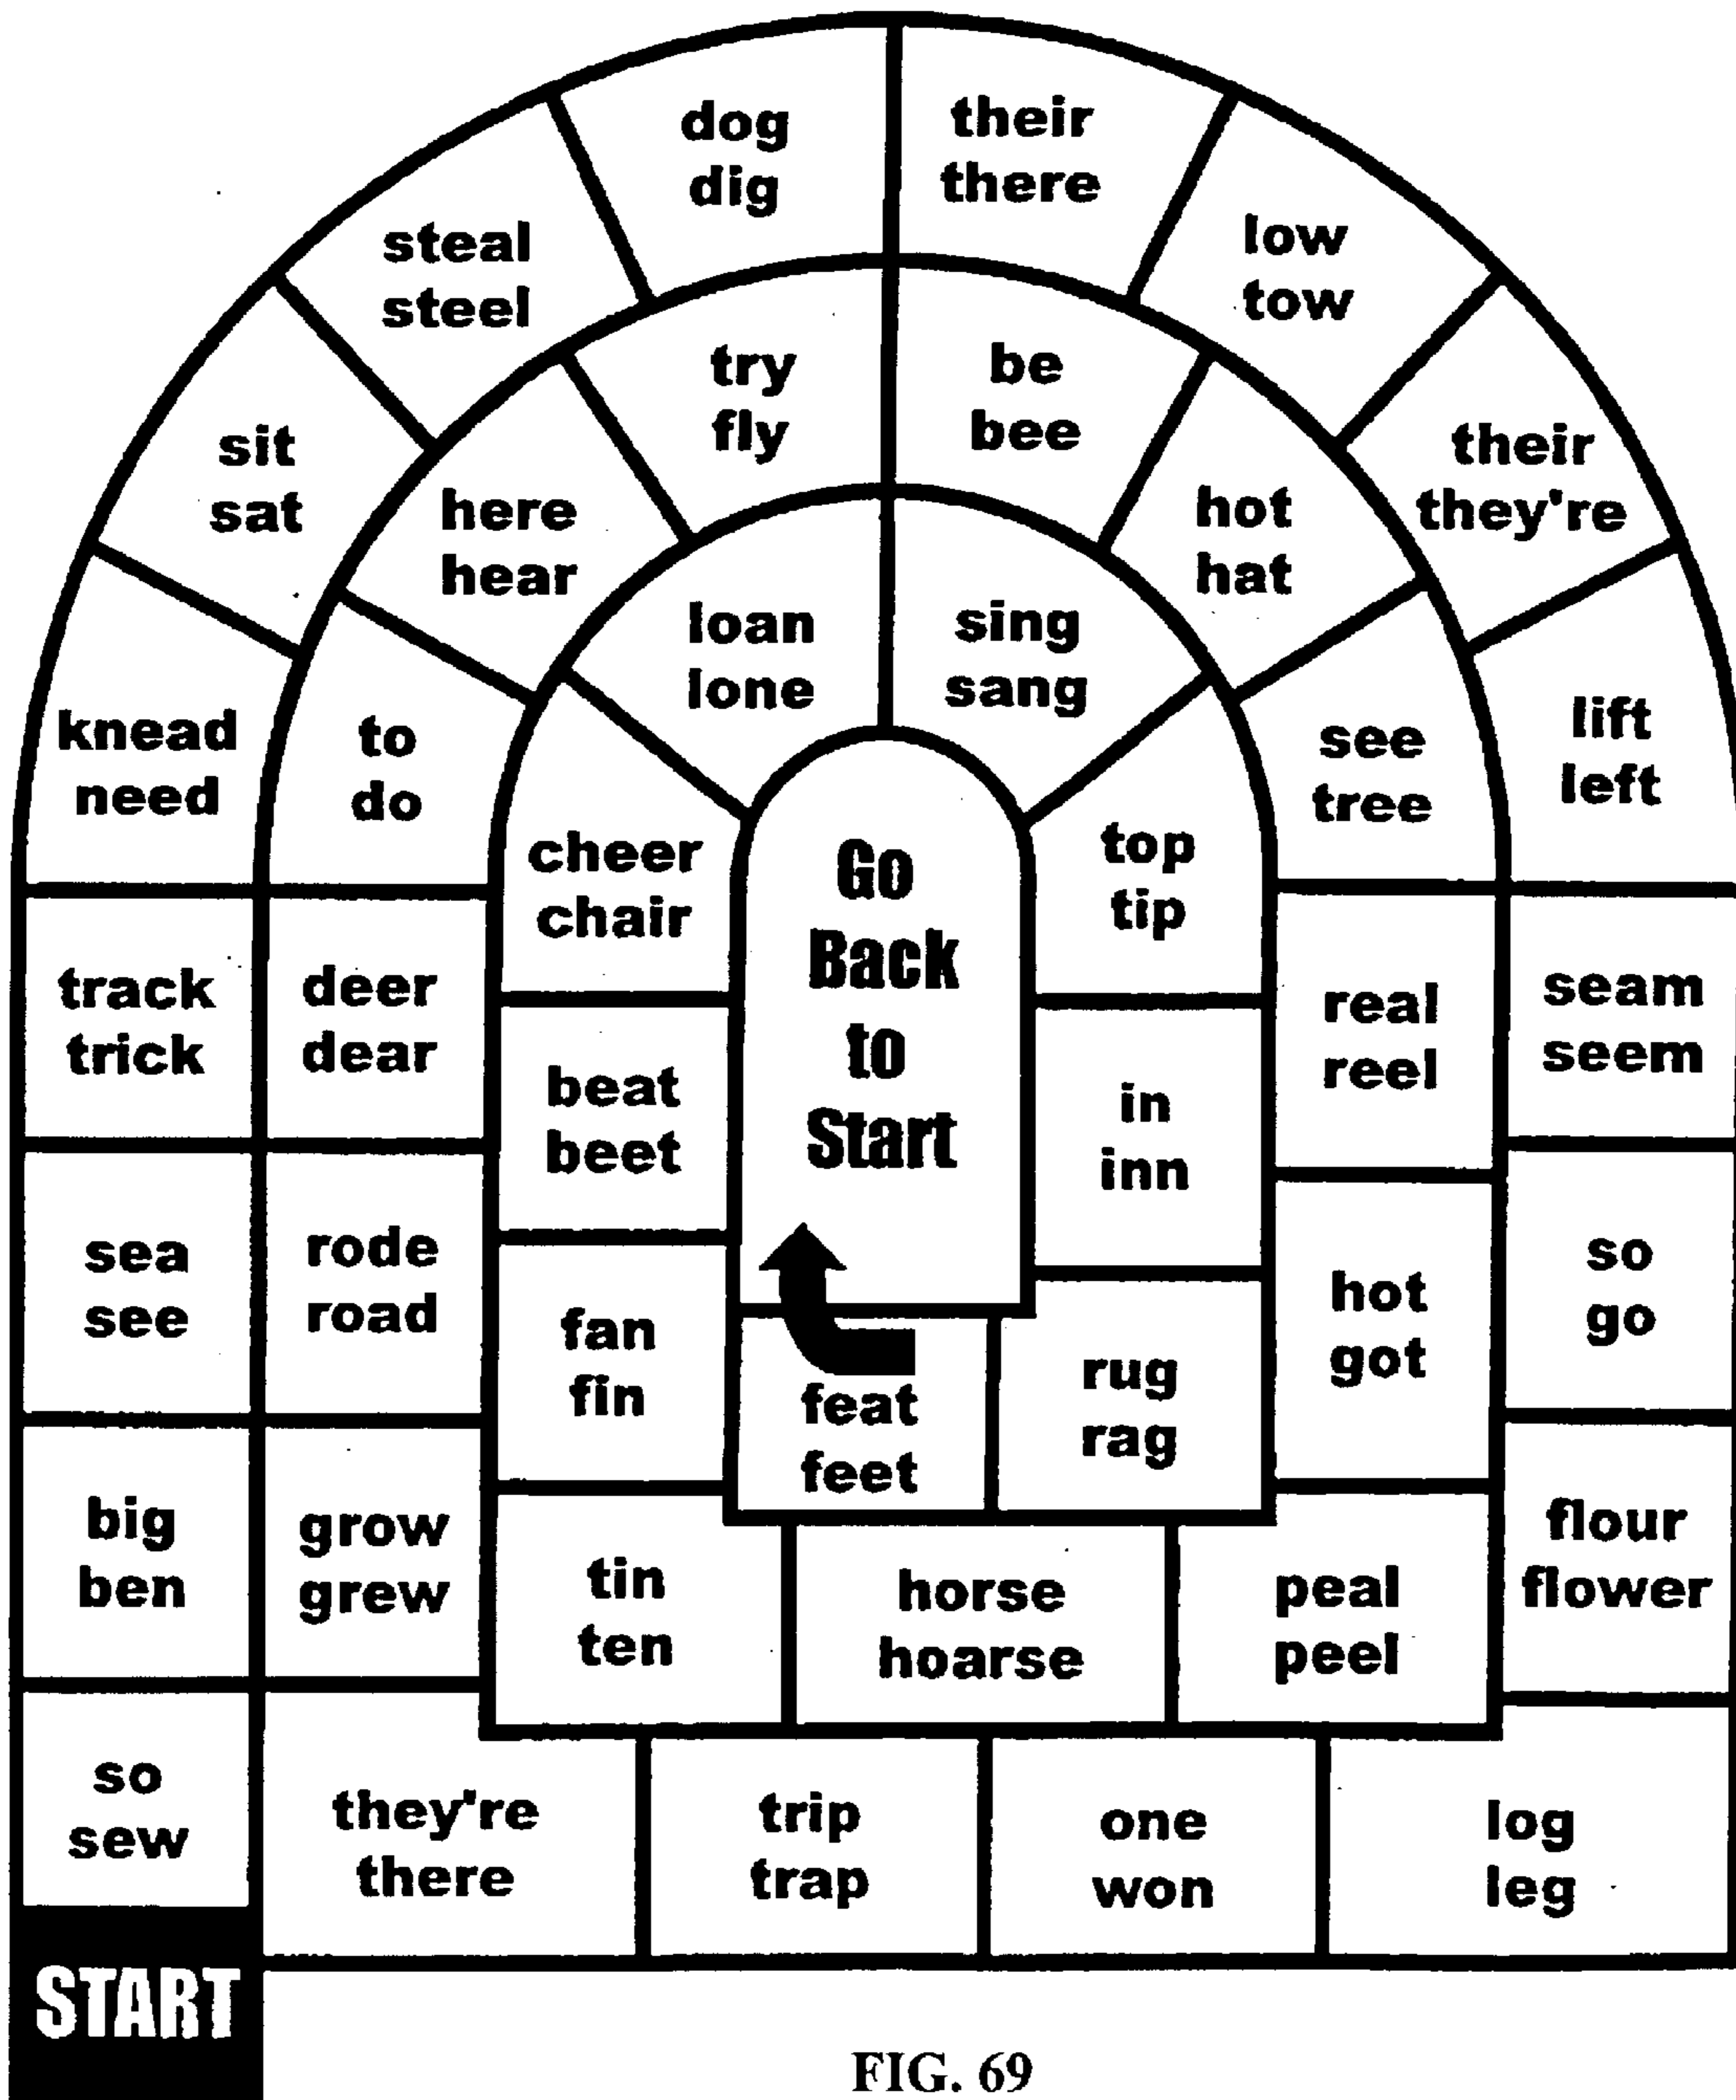 dog
dig
their
there
steal
steel
low
tow
try
fly
be
bee
sit
sat
their
they're
here
hear
hot
hat
loan
lone
sing
sang
knead
need
to
do
see
tree
lift
left
cheer
chair
Go
Back
to
Start
top
tip
track
trick
deer
dear
real
reel
seam
seem
beat
beet
in
inn
sea
see
rode
road
fan
fin
hot
got
so
go
feat
feet
rug
rag
big
ben
grow
grew
tin
ten
horse
hoarse
peal
peel
flour
flower
so
sew
they're
there
trip
trap
one
won
log
leg
START
FIG. 69